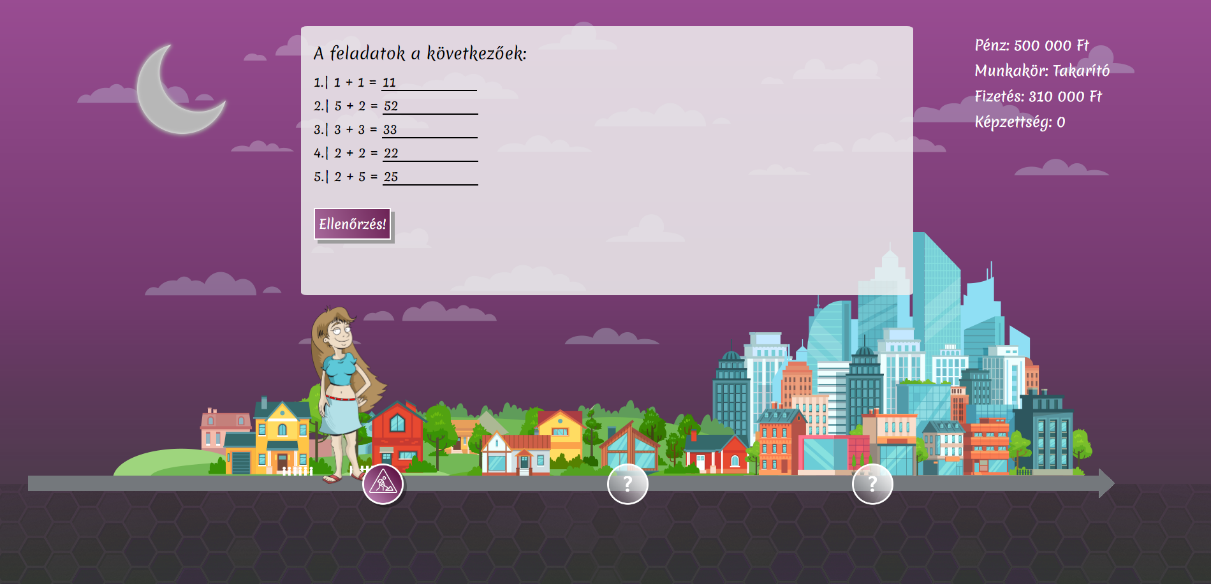 A feladatok a következőek:
1.| 1 + 1 = 11
2.| 5 + 2 = 52
3.| 3 + 3 = 33
4.| 2 + 2 = 22
5.| 2 + 5 = 25
Ellenőrzés!
Pénz: 500 000 Ft
Munkakör: Takarító
Fizetés: 310 000 Ft
Képzettség: 0
?
?